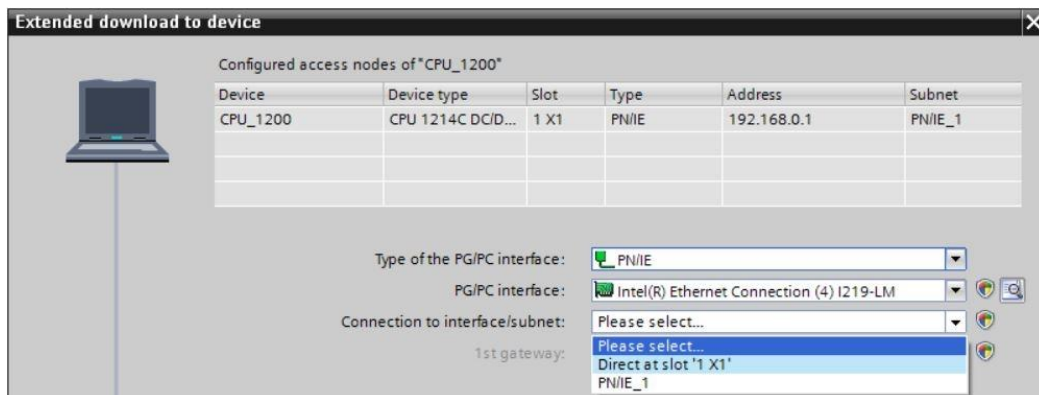 Extended download to device
Configured access nodes of "CPU_1200"
Device Device type Slot Type Address Subnet
CPU_1200 CPU 1214C DC/D... 1 X1 PN/IE 192.168.0.1 PN/IE_1
Type of the PG/PC interface: PN/IE
PG/PC interface: Intel(R) Ethernet Connection (4) I219-LM
Connection to interface/subnet: Please select...
1st gateway: Please select...
Direct at slot '1 X1'
PN/IE_1